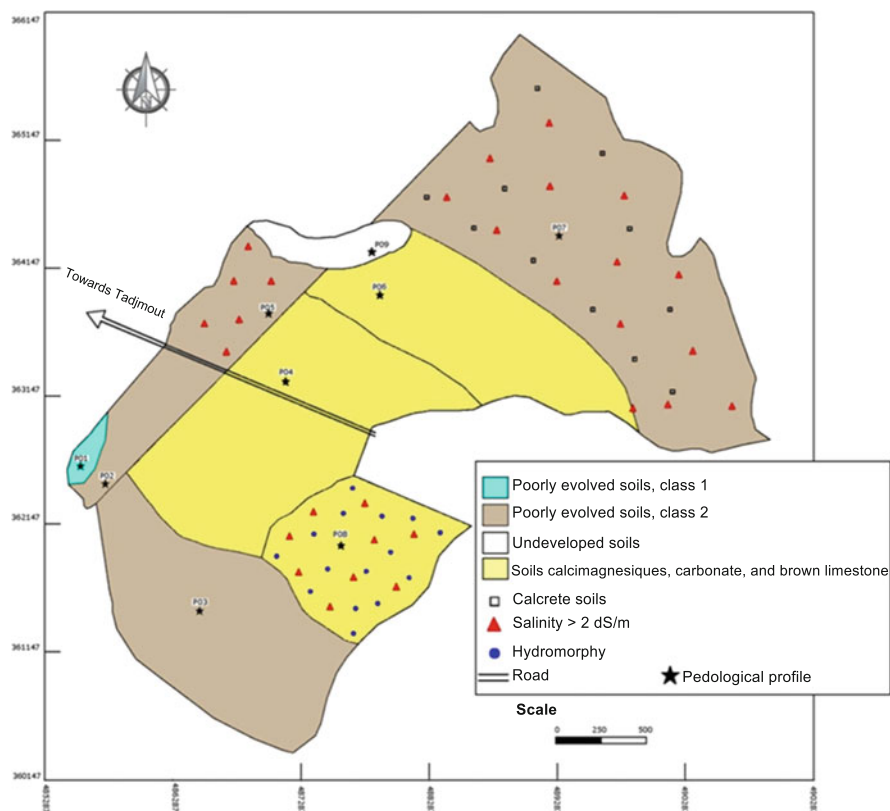 366147
365147
364147
363147
362147
361147
360147
N
Towards Tadjmout
P01
P02
P03
P04
P05
P06
P07
P08
P09
Poorly evolved soils, class 1
Poorly evolved soils, class 2
Undeveloped soils
Soils calcimagnesiques, carbonate, and brown limestone
Calcrete soils
Salinity > 2 dS/m
Hydromorphy
Road
Pedological profile
Scale
0 250 500